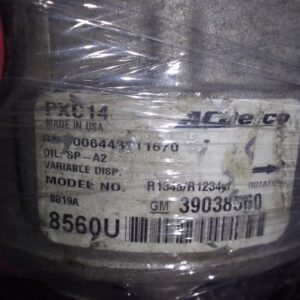 PXC14
ACDelco
MADE IN USA
OIL: SP-A2
VARIABLE DISP.
MODEL NO.
R134a/R1234yf
ROTATION
8819A
GM 39038560
8560U